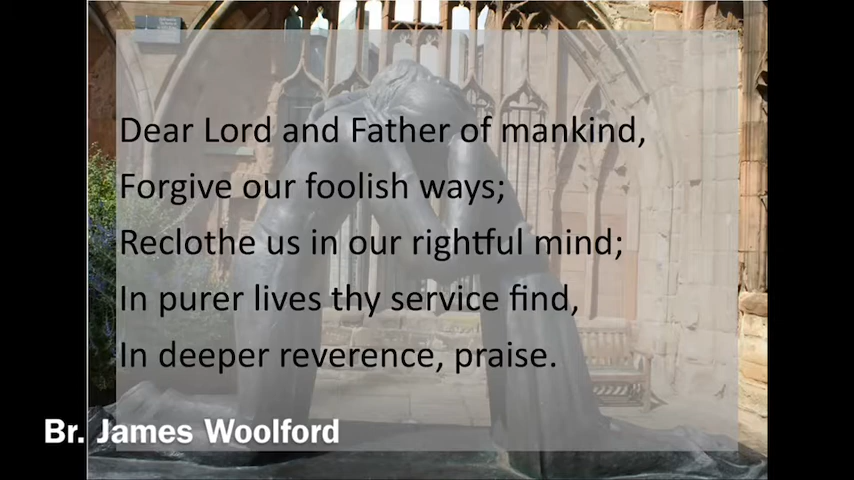 Dear Lord and Father of mankind,
Forgive our foolish ways;
Reclothe us in our rightful mind;
In purer lives thy service find,
In deeper reverence, praise.
Br. James Woolford